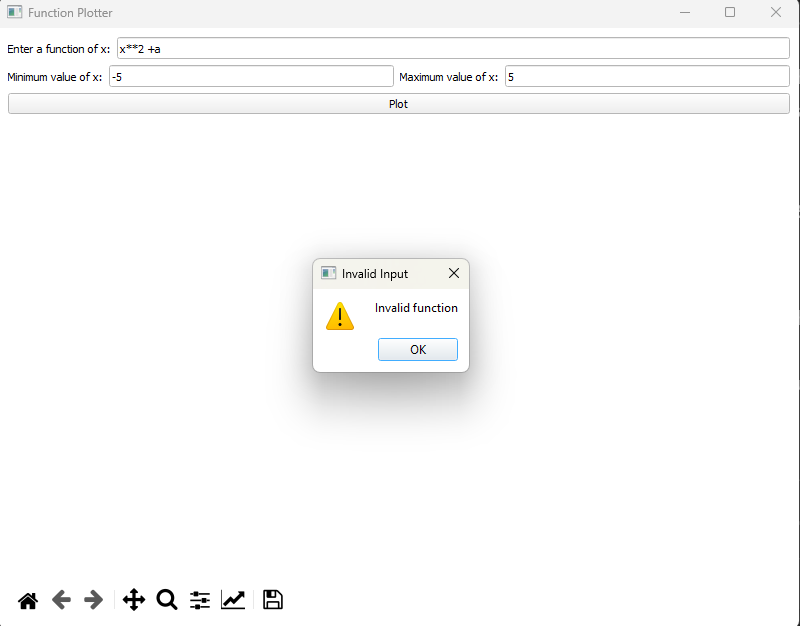 Function Plotter
Enter a function of x: x**2 +a
Minimum value of x: -5 Maximum value of x: 5
Plot
Invalid Input
Invalid function
OK